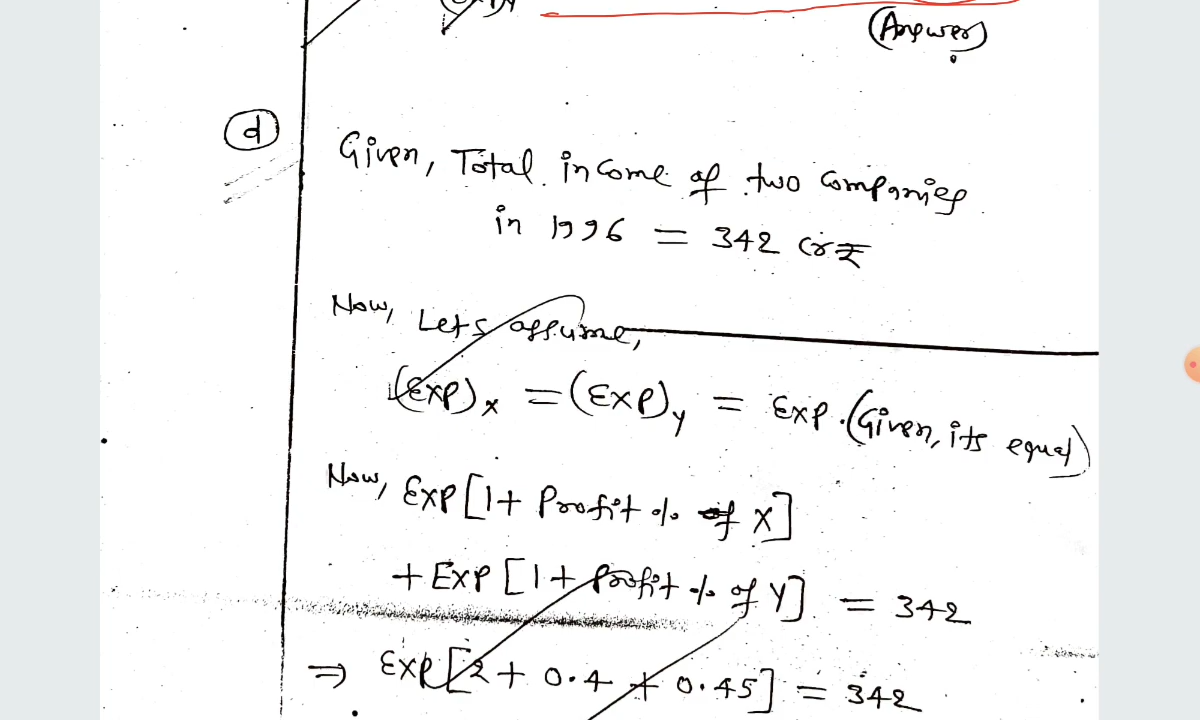 (Answer)
(d)
Given, Total income of two companies
in 1996 = 342 cr ₹
Now, Lets assume,
(Exp)x = (Exp)y = Exp. (Given, its equal)
Now, Exp [1 + Profit % of X]
+ Exp [1 + Profit % of Y] = 342
⇒ Exp [2 + 0.4 + 0.45] = 342